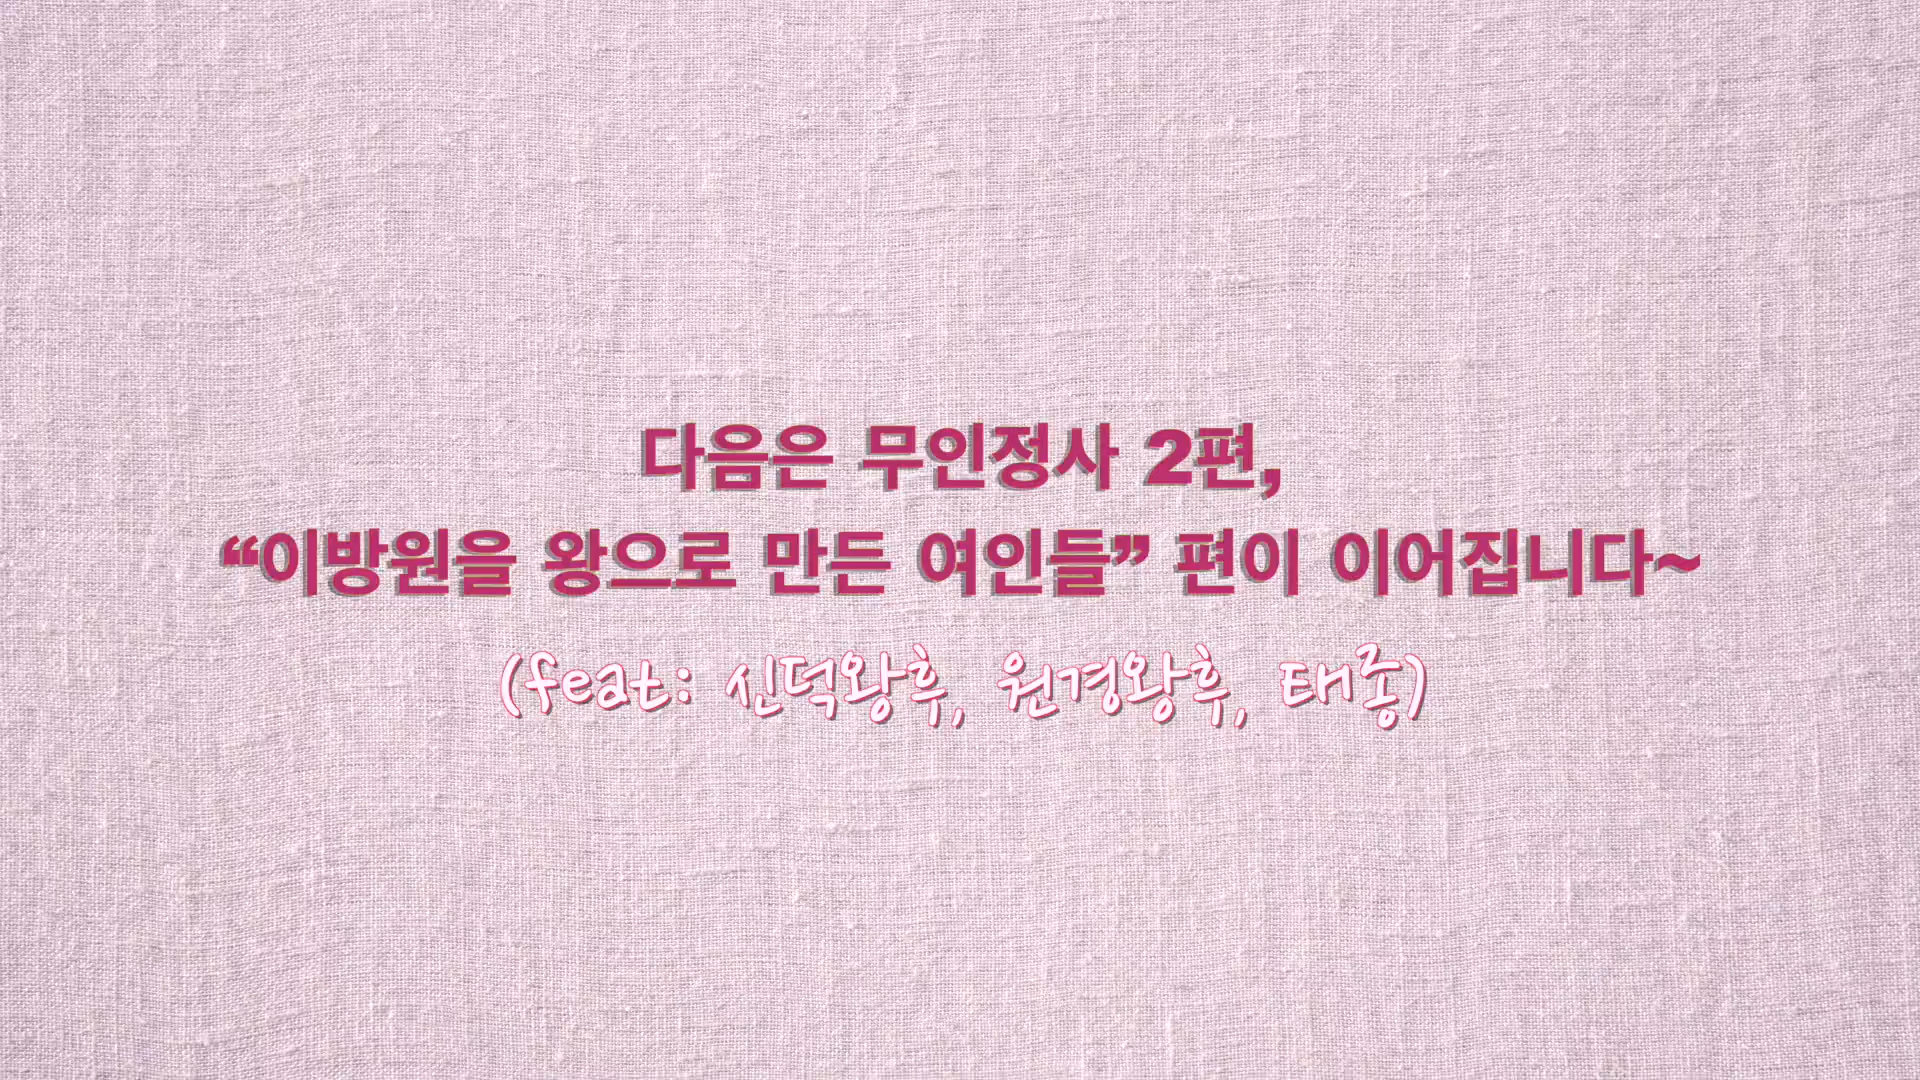 다음은 무인정사 2편,
“이방원을 왕으로 만든 여인들” 편이 이어집니다~
(feat: 신덕왕후, 원경왕후, 태종)